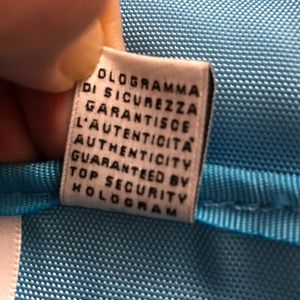 OLOGRAMMA
DI SICUREZZA
GARANTISCE
L'AUTENTICITÀ
AUTHENTICITY
GUARANTEED BY
TOP SECURITY
HOLOGRAM